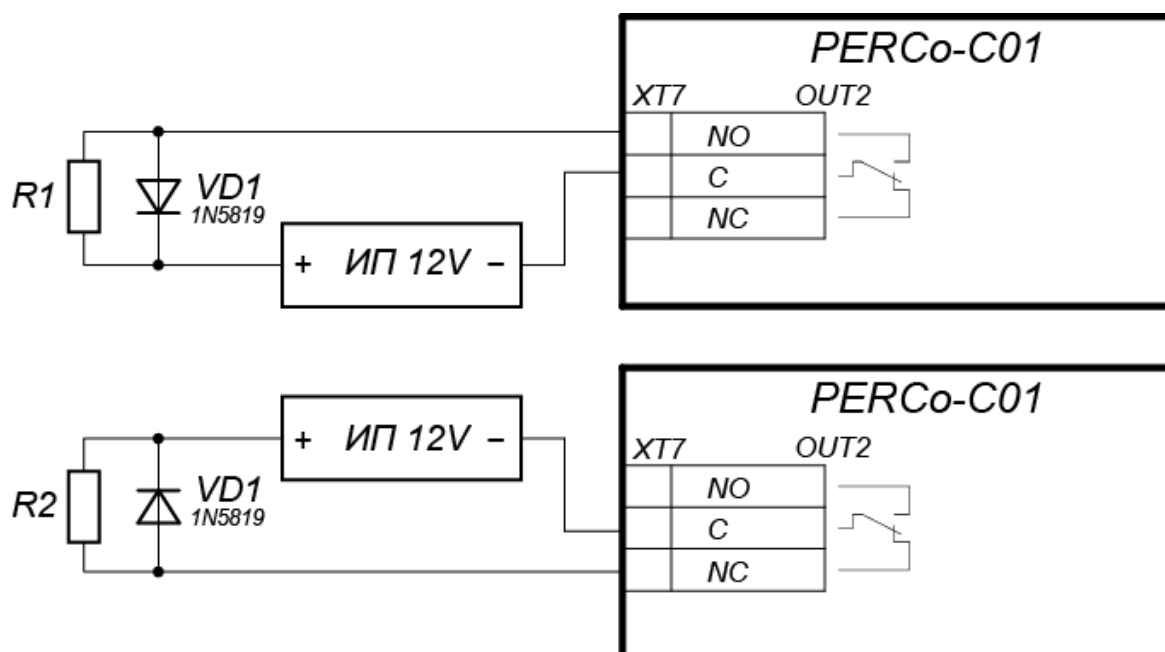 PERCo-C01
XT7 OUT2
NO
C
NC
R1
VD1
1N5819
+ ИП 12V −
PERCo-C01
XT7 OUT2
NO
C
NC
+ ИП 12V −
R2
VD1
1N5819